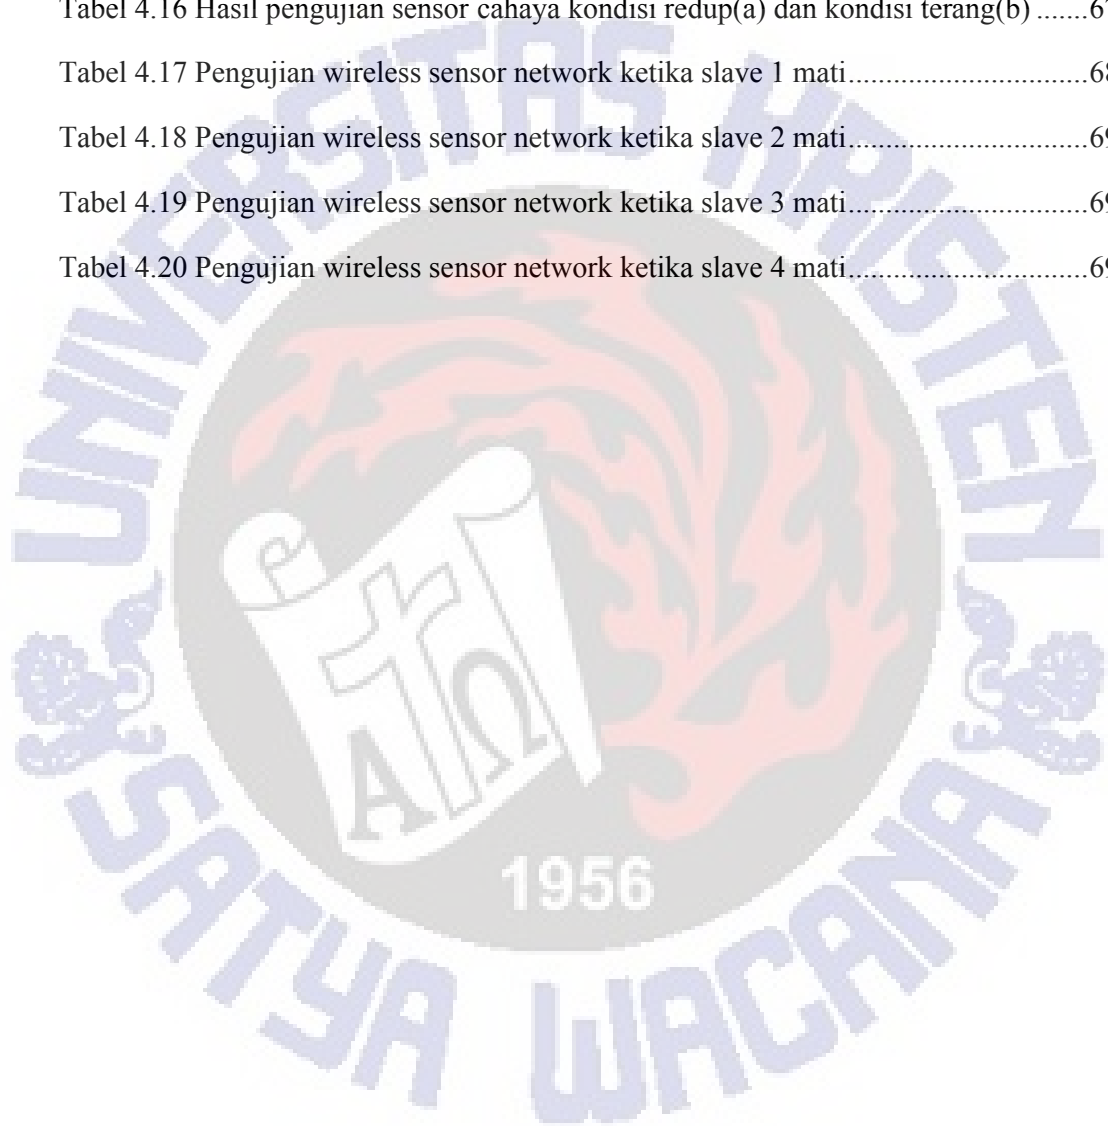 Tabel 4.16 Hasil pengujian sensor cahaya kondisi redup(a) dan kondisi terang(b) .......67
Tabel 4.17 Pengujian wireless sensor network ketika slave 1 mati................................68
Tabel 4.18 Pengujian wireless sensor network ketika slave 2 mati................................69
Tabel 4.19 Pengujian wireless sensor network ketika slave 3 mati................................69
Tabel 4.20 Pengujian wireless sensor network ketika slave 4 mati................................69
UNIVERSITAS KRISTEN
Α Ω
1956
SATYA WACANA